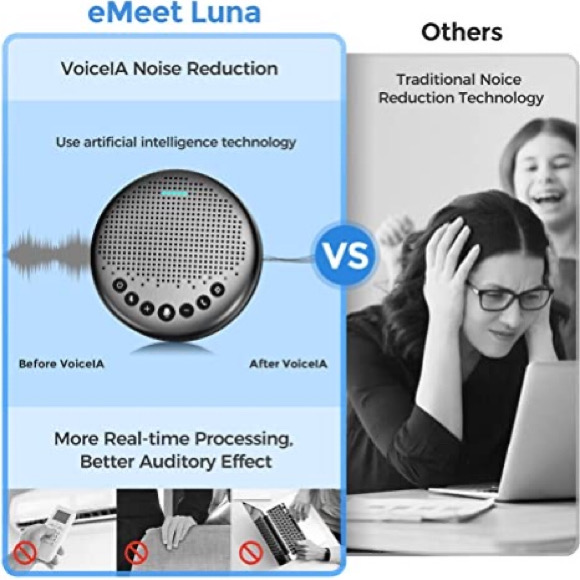 eMeet Luna
VoiceIA Noise Reduction
Use artificial intelligence technology
Before VoiceIA
After VoiceIA
More Real-time Processing,
Better Auditory Effect
VS
Others
Traditional Noice
Reduction Technology